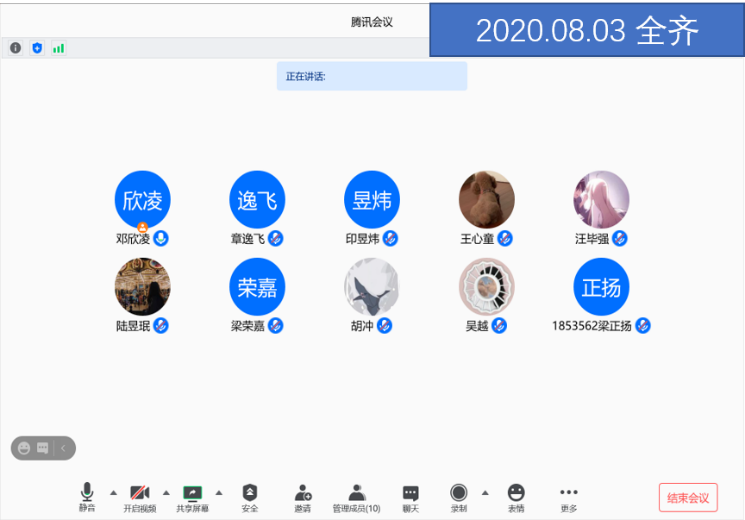 腾讯会议
2020.08.03 全齐
正在讲话:
欣凌 逸飞 昱炜
邓欣凌 章逸飞 印昱炜 王心童 汪毕强
荣嘉 正扬
陆昱珉 梁荣嘉 胡冲 吴越 1853562梁正扬
静音 开启视频 共享屏幕 安全 邀请 管理成员(10) 聊天 录制 表情 更多 结束会议